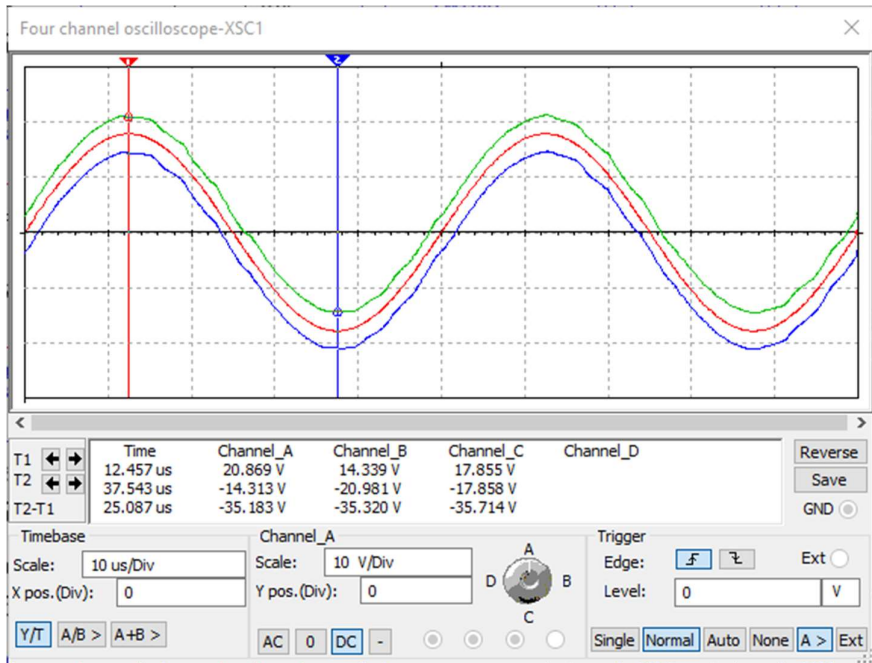 Four channel oscilloscope-XSC1
1
2
Time Channel_A Channel_B Channel_C Channel_D
T1 12.457 us 20.869 V 14.339 V 17.855 V
T2 37.543 us -14.313 V -20.981 V -17.858 V
T2-T1 25.087 us -35.183 V -35.320 V -35.714 V
Reverse
Save
GND
Timebase
Scale: 10 us/Div
X pos.(Div): 0
Y/T A/B > A+B >
Channel_A
Scale: 10 V/Div
Y pos.(Div): 0
AC 0 DC -
A
D B
C
Trigger
Edge: Ext
Level: 0 V
Single Normal Auto None A > Ext